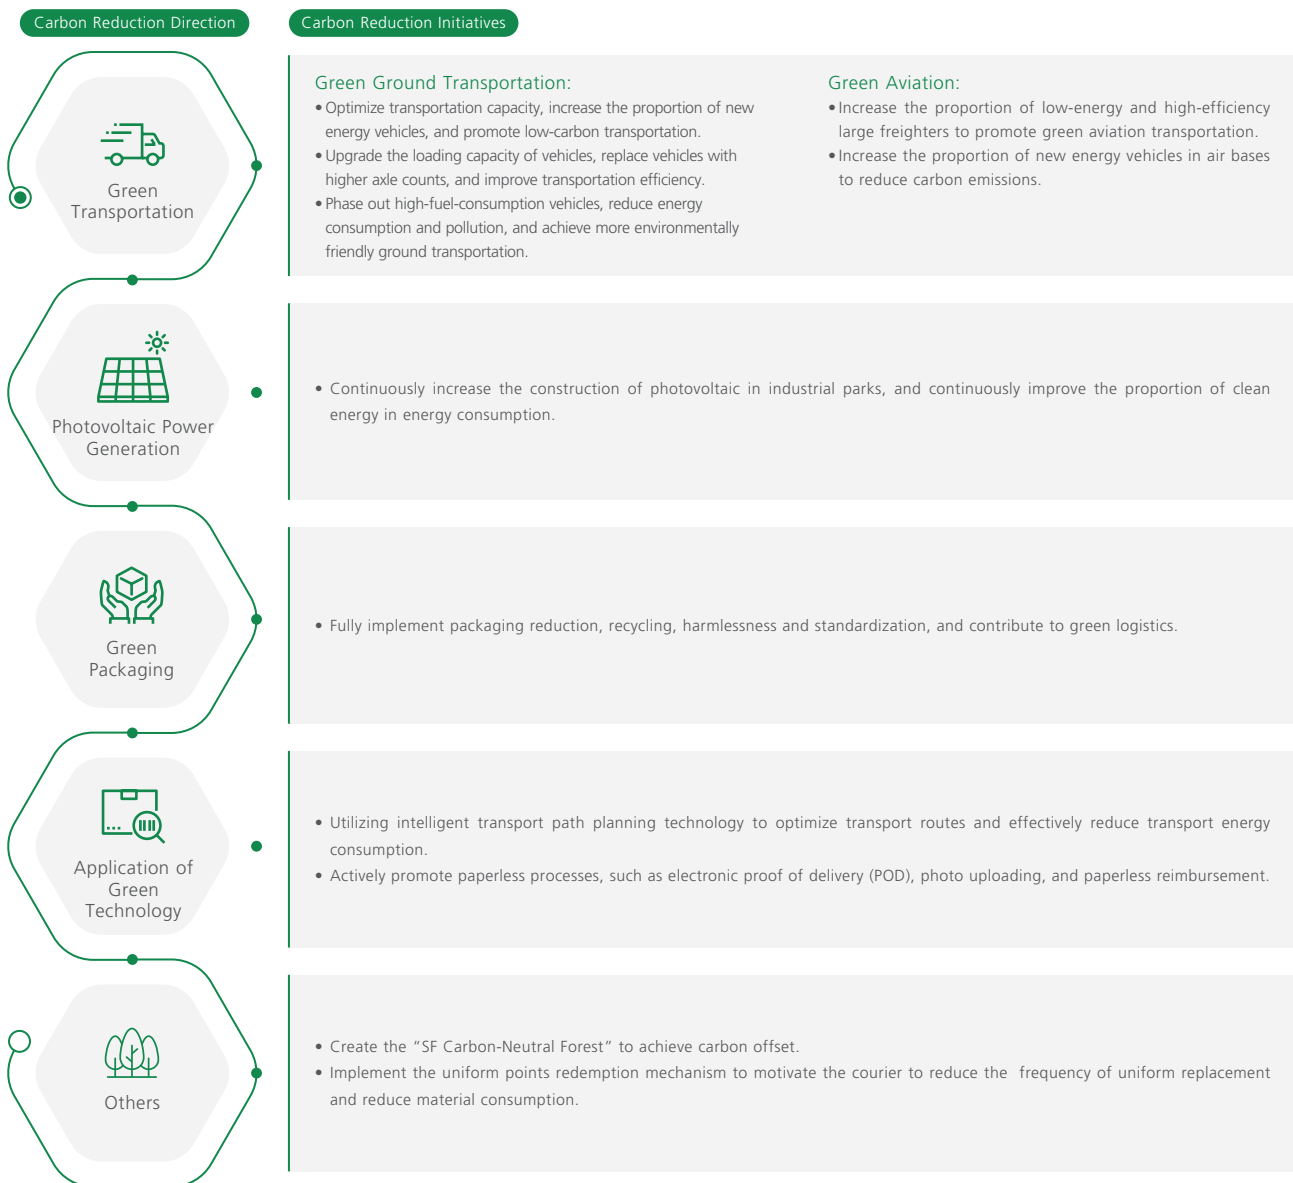 Carbon Reduction Direction
Carbon Reduction Initiatives
Green
Transportation
Green Ground Transportation:
• Optimize transportation capacity, increase the proportion of new
energy vehicles, and promote low-carbon transportation.
• Upgrade the loading capacity of vehicles, replace vehicles with
higher axle counts, and improve transportation efficiency.
• Phase out high-fuel-consumption vehicles, reduce energy
consumption and pollution, and achieve more environmentally
friendly ground transportation.
Green Aviation:
• Increase the proportion of low-energy and high-efficiency
large freighters to promote green aviation transportation.
• Increase the proportion of new energy vehicles in air bases
to reduce carbon emissions.
Photovoltaic Power
Generation
• Continuously increase the construction of photovoltaic in industrial parks, and continuously improve the proportion of clean
energy in energy consumption.
Green
Packaging
• Fully implement packaging reduction, recycling, harmlessness and standardization, and contribute to green logistics.
Application of
Green
Technology
• Utilizing intelligent transport path planning technology to optimize transport routes and effectively reduce transport energy
consumption.
• Actively promote paperless processes, such as electronic proof of delivery (POD), photo uploading, and paperless reimbursement.
Others
• Create the “SF Carbon-Neutral Forest” to achieve carbon offset.
• Implement the uniform points redemption mechanism to motivate the courier to reduce the frequency of uniform replacement
and reduce material consumption.